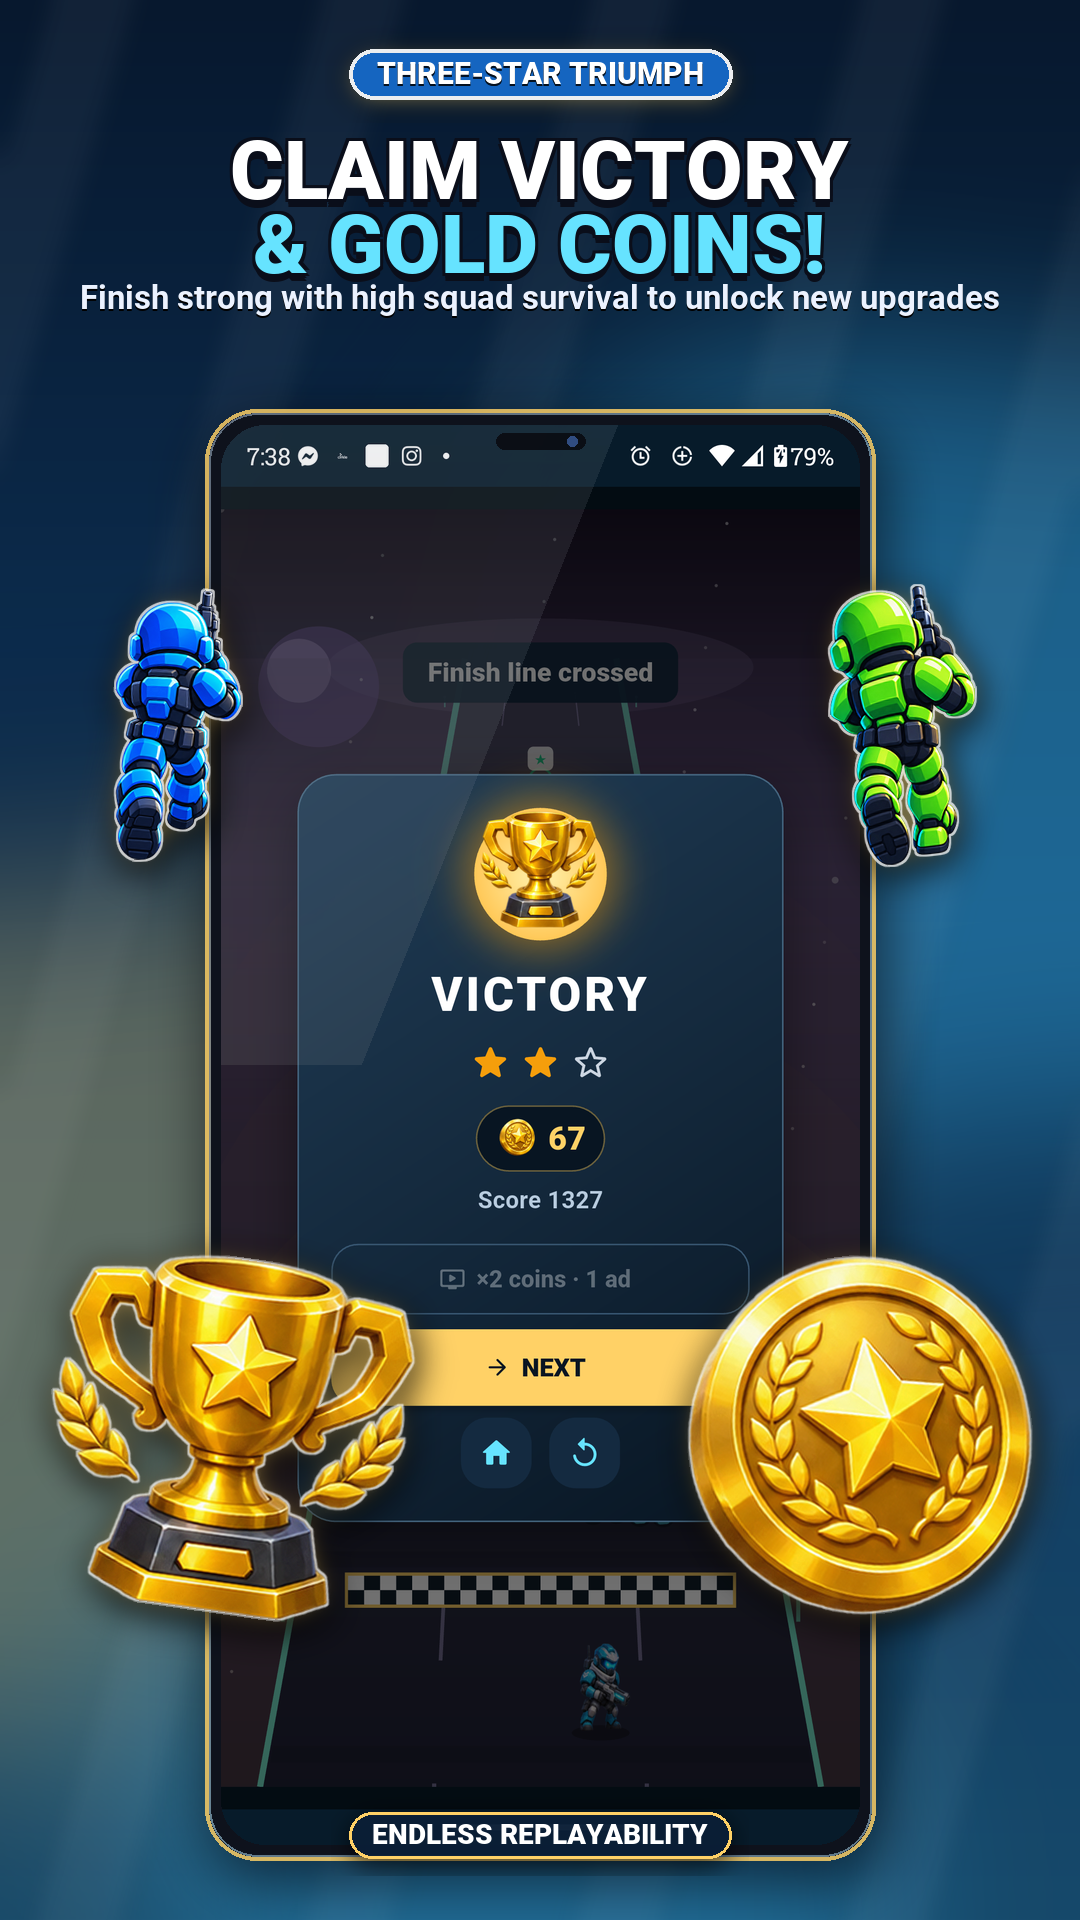 THREE-STAR TRIUMPH
CLAIM VICTORY
& GOLD COINS!
Finish strong with high squad survival to unlock new upgrades
7:38
79%
Finish line crossed
VICTORY
67
Score 1327
×2 coins · 1 ad
NEXT
ENDLESS REPLAYABILITY